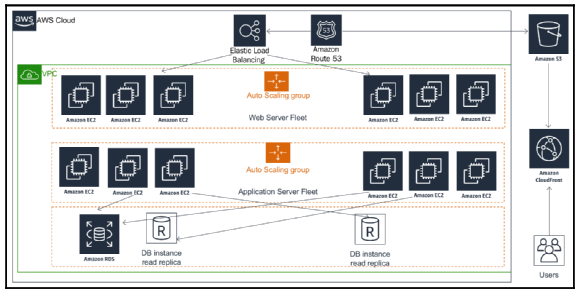 aws
AWS Cloud
Elastic Load
Balancing
53
Amazon
Route 53
Amazon S3
VPC
Amazon EC2
Amazon EC2
Amazon EC2
Auto Scaling group
Amazon EC2
Amazon EC2
Amazon EC2
Web Server Fleet
Amazon
CloudFront
Amazon EC2
Amazon EC2
Amazon EC2
Auto Scaling group
Amazon EC2
Amazon EC2
Amazon EC2
Application Server Fleet
R
R
Amazon RDS
DB instance
read replica
DB instance
read replica
Users